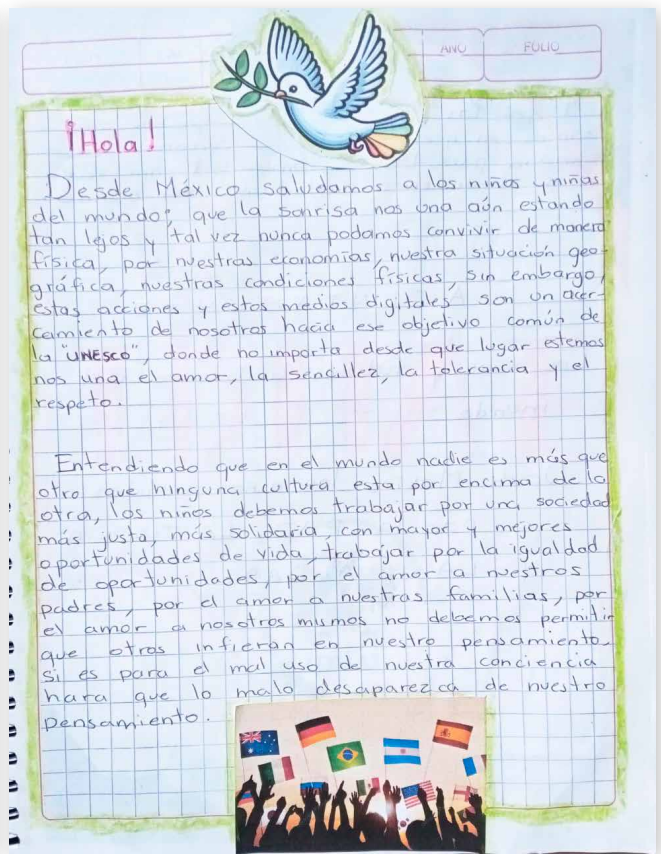 AÑO FOLIO
¡Hola!
Desde México saludamos a los niños y niñas
del mundo, que la sonrisa nos una aún estando
tan lejos y tal vez nunca podamos convivir de manera
física, por nuestras economías, nuestra situación geo-
gráfica, nuestras condiciones físicas, sin embargo,
estas acciones y estos medios digitales son un acer-
camiento de nosotros hacia ese objetivo común de
la "UNESCO", donde no importa desde que lugar estemos
nos una el amor, la sencillez, la tolerancia y el
respeto.
Entendiendo que en el mundo nadie es más que
otro que ninguna cultura esta por encima de la
otra, los niños debemos trabajar por una sociedad
más justa, más solidaria, con mayor y mejores
oportunidades de vida, trabajar por la igualdad
de oportunidades, por el amor a nuestros
padres, por el amor a nuestras familias, por
el amor a nosotros mismos no debemos permitir
que otros infieran en nuestro pensamiento.
si es para el mal uso de nuestra conciencia
hara que lo malo desaparezca de nuestro
pensamiento.